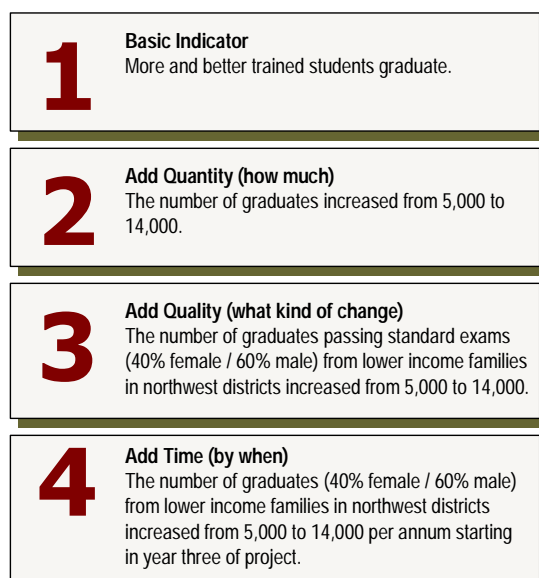 1
Basic Indicator
More and better trained students graduate.
2
Add Quantity (how much)
The number of graduates increased from 5,000 to
14,000.
3
Add Quality (what kind of change)
The number of graduates passing standard exams
(40% female / 60% male) from lower income families
in northwest districts increased from 5,000 to 14,000.
4
Add Time (by when)
The number of graduates (40% female / 60% male)
from lower income families in northwest districts
increased from 5,000 to 14,000 per annum starting
in year three of project.